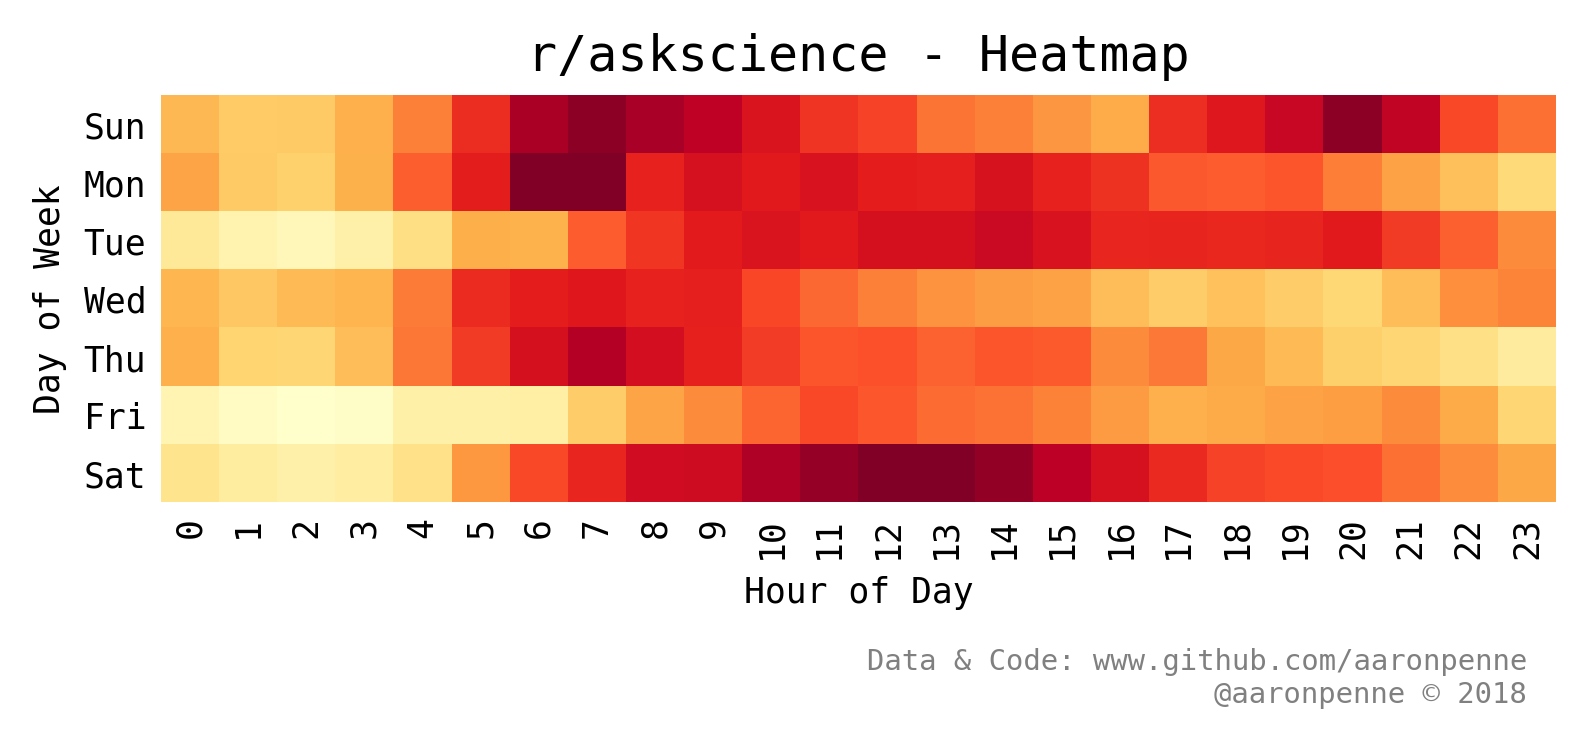 r/askscience - Heatmap
Day of Week
Sun
Mon
Tue
Wed
Thu
Fri
Sat
0 1 2 3 4 5 6 7 8 9 10 11 12 13 14 15 16 17 18 19 20 21 22 23
Hour of Day
Data & Code: www.github.com/aaronpenne
@aaronpenne © 2018